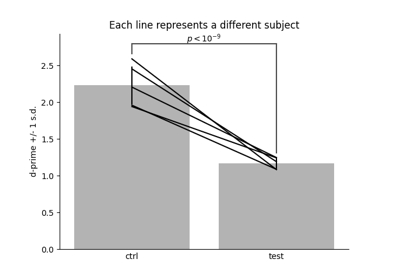 Each line represents a different subject
p < 10⁻⁹
d-prime +/- 1 s.d.
2.5
2.0
1.5
1.0
0.5
0.0
ctrl
test